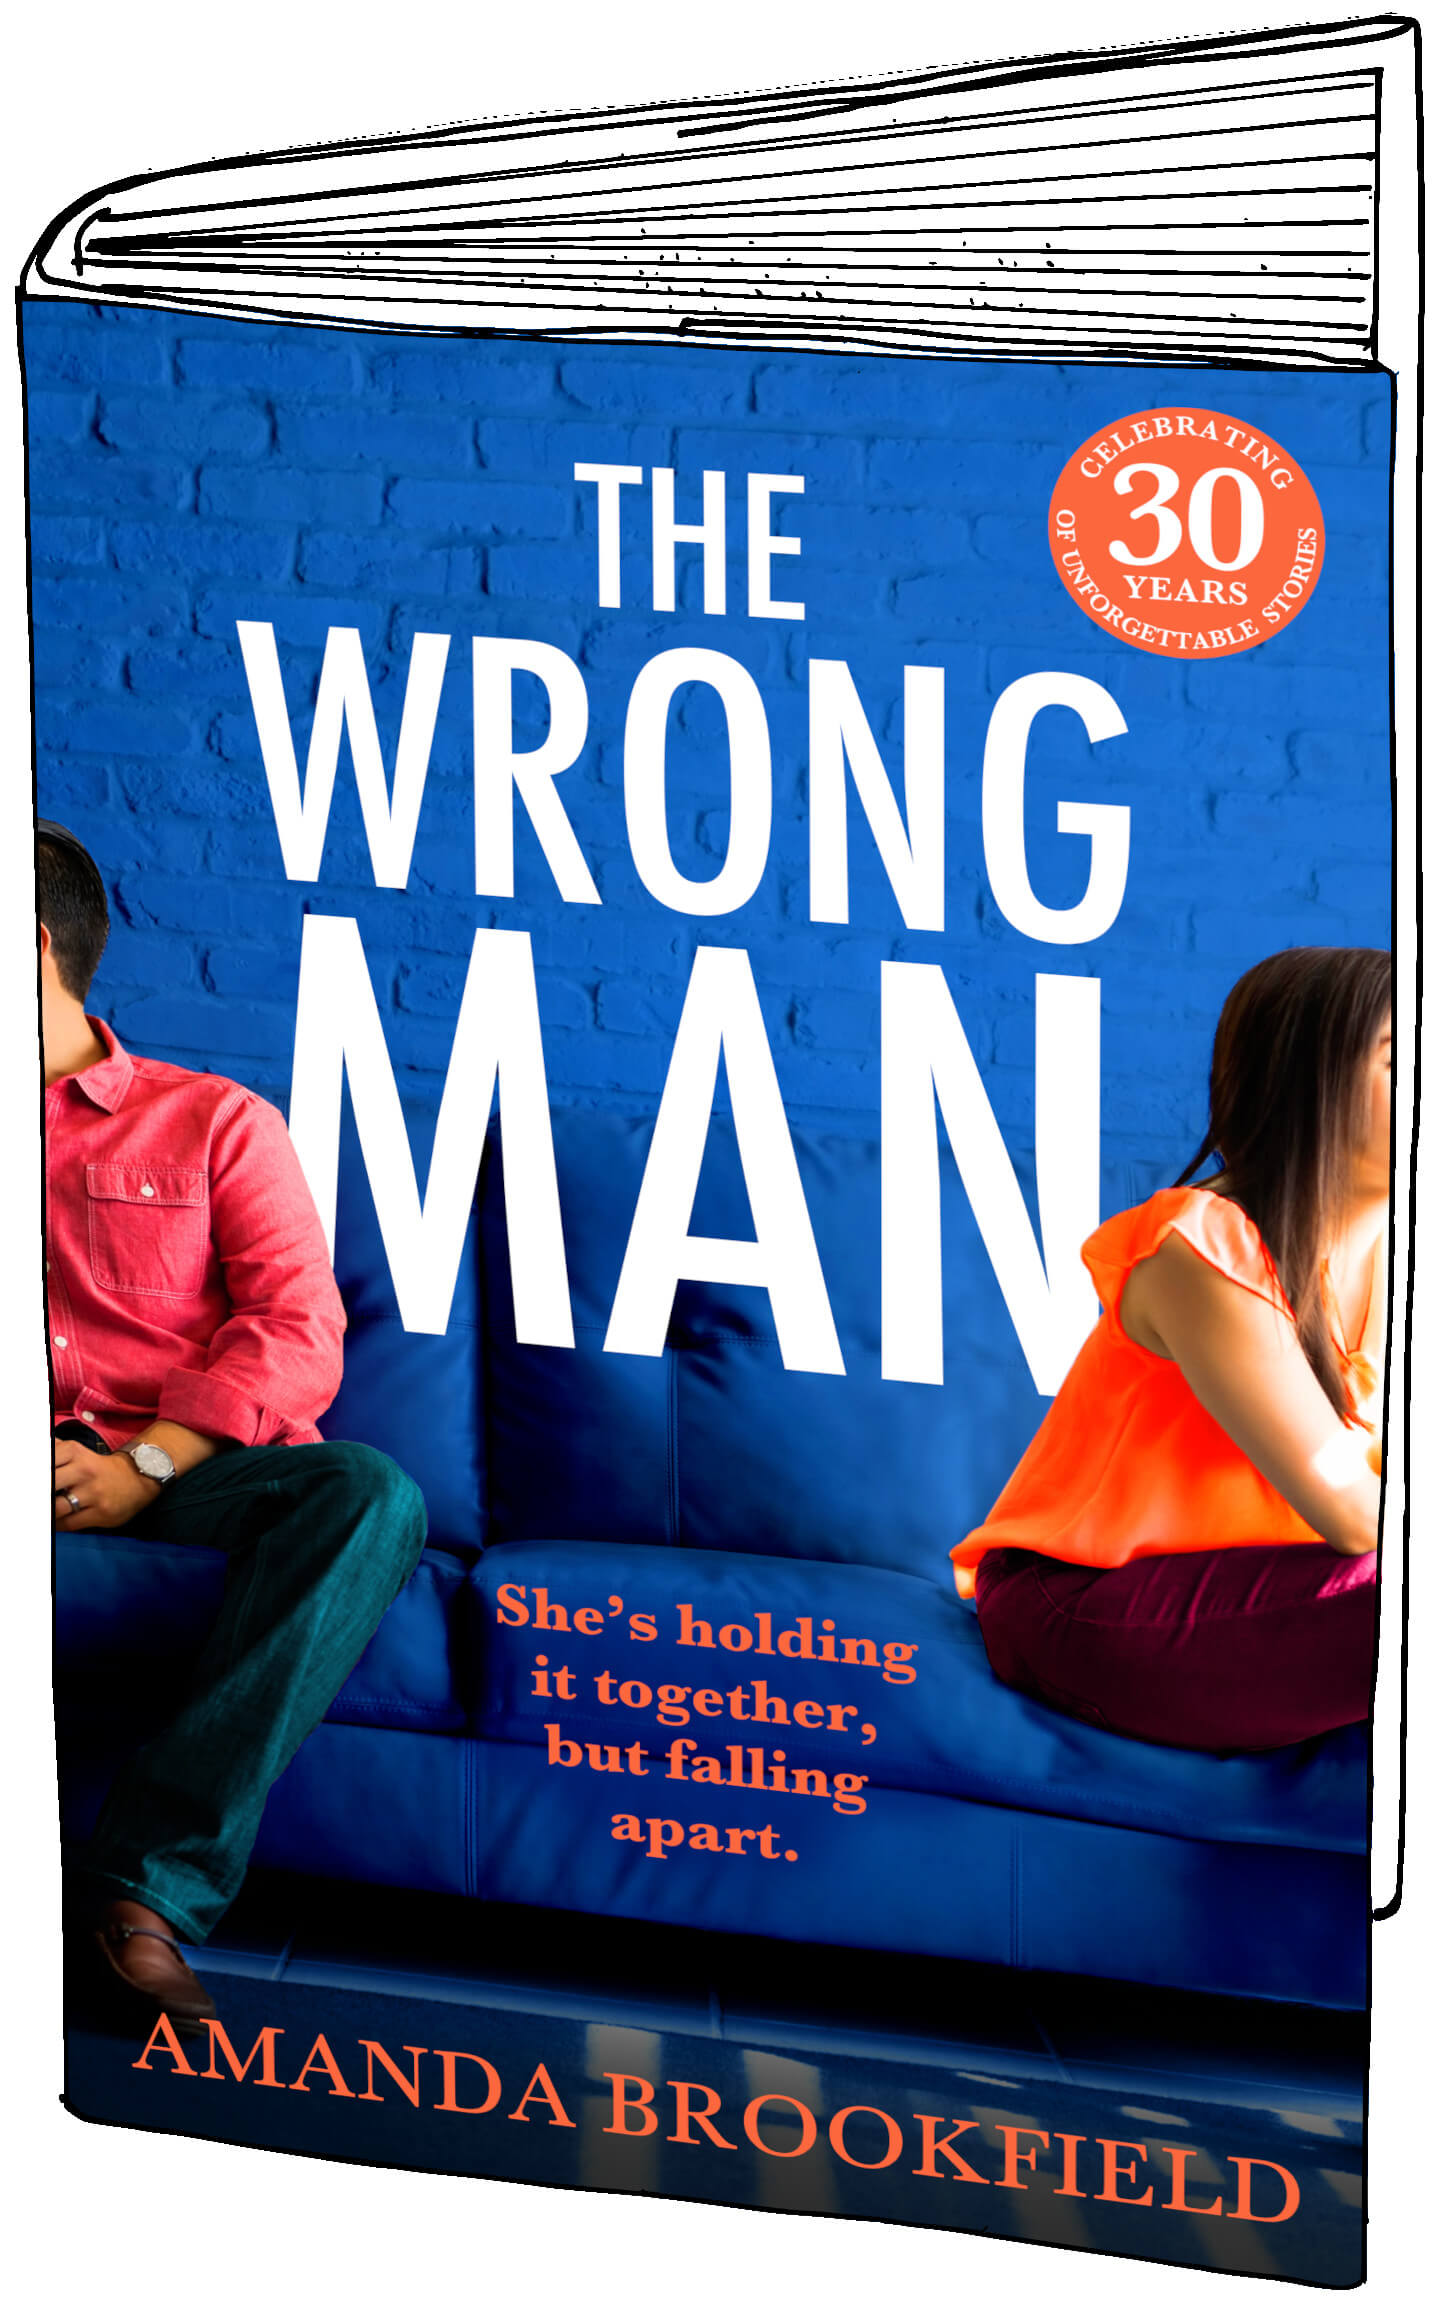 CELEBRATING
30
YEARS
OF UNFORGETTABLE STORIES
THE
WRONG
MAN
She's holding
it together,
but falling
apart.
AMANDA BROOKFIELD